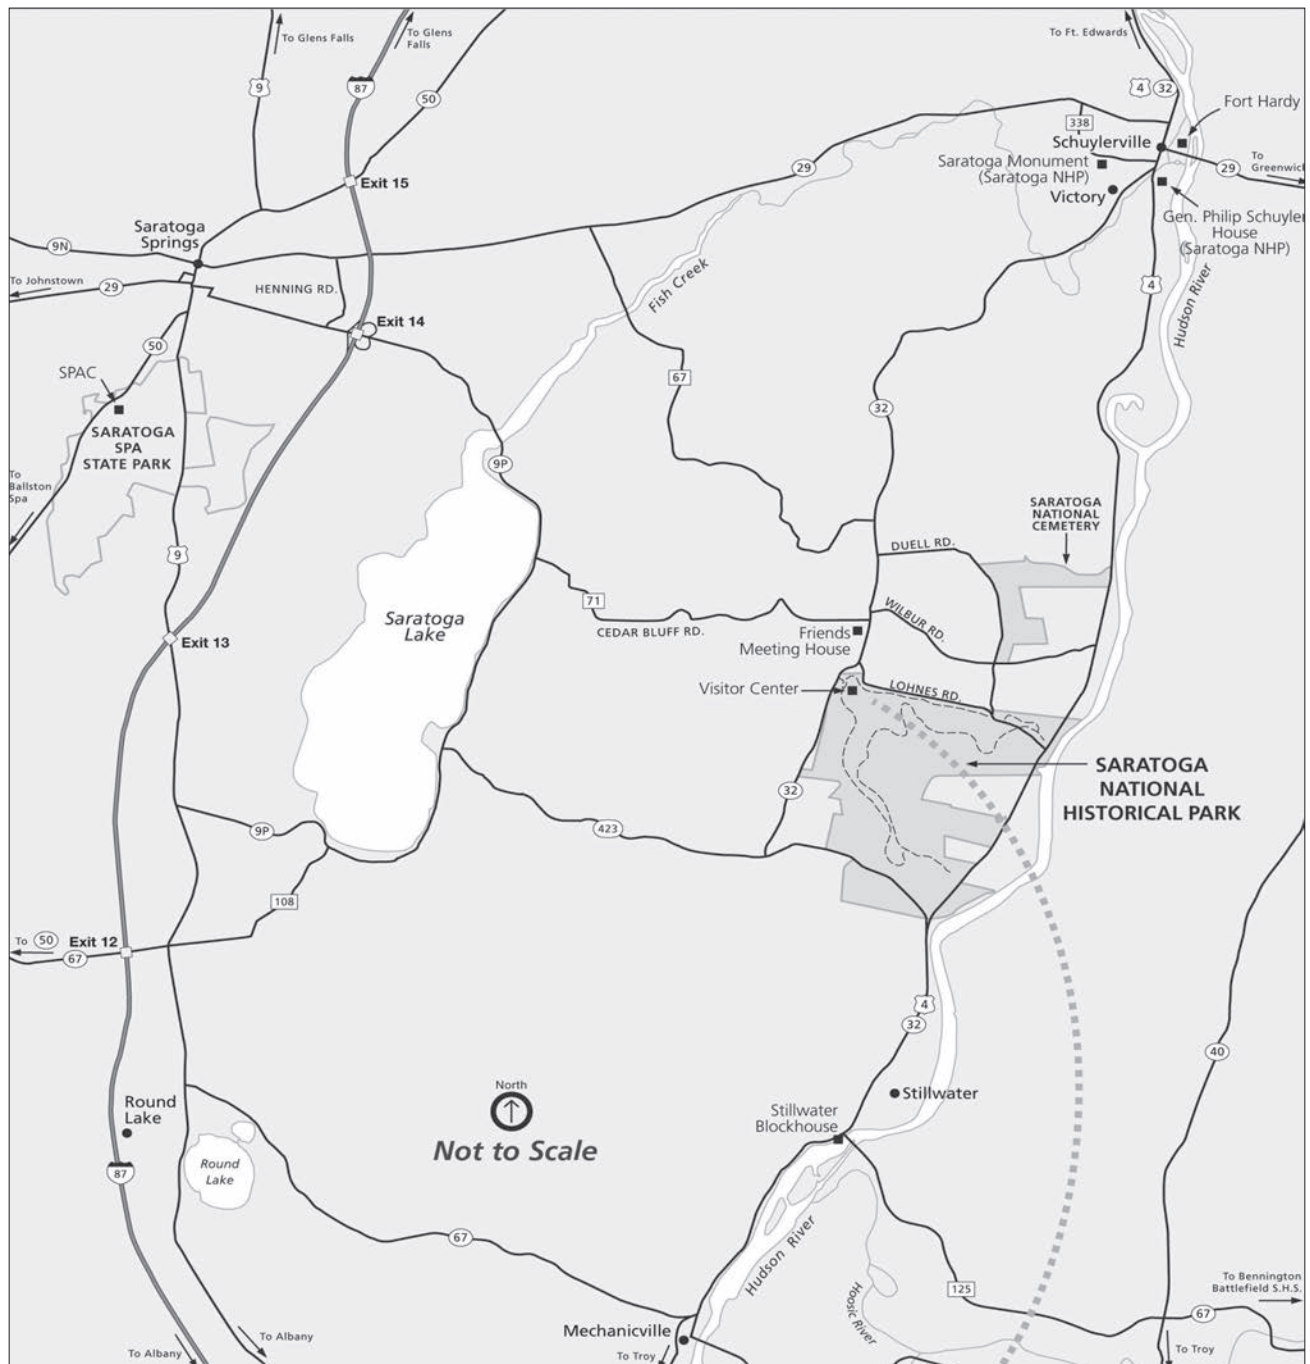 To Glens Falls
To Glens
Falls
To Ft. Edwards
9
87
50
4
32
Fort Hardy
338
Schuylerville
Saratoga Monument
(Saratoga NHP)
29
To
Greenwich
29
Exit 15
Victory
Gen. Philip Schuyler
House
(Saratoga NHP)
Saratoga
Springs
9N
To Johnstown
29
HENNING RD.
Fish Creek
4
Hudson River
Exit 14
50
SPAC
67
32
SARATOGA
SPA
STATE PARK
9P
To
Ballston
Spa
SARATOGA
NATIONAL
CEMETERY
9
DUELL RD.
71
CEDAR BLUFF RD.
WILBUR RD.
Saratoga
Lake
Friends
Meeting House
Exit 13
Visitor Center
LOHNES RD.
SARATOGA
NATIONAL
HISTORICAL PARK
32
9P
423
108
To 50
Exit 12
67
4
32
40
North
Not to Scale
Stillwater
Round
Lake
Stillwater
Blockhouse
87
Round
Lake
67
Hudson River
Hoosic River
125
To Bennington
Battlefield S.H.S.
67
Mechanicville
To Albany
To Albany
To Troy
To Troy